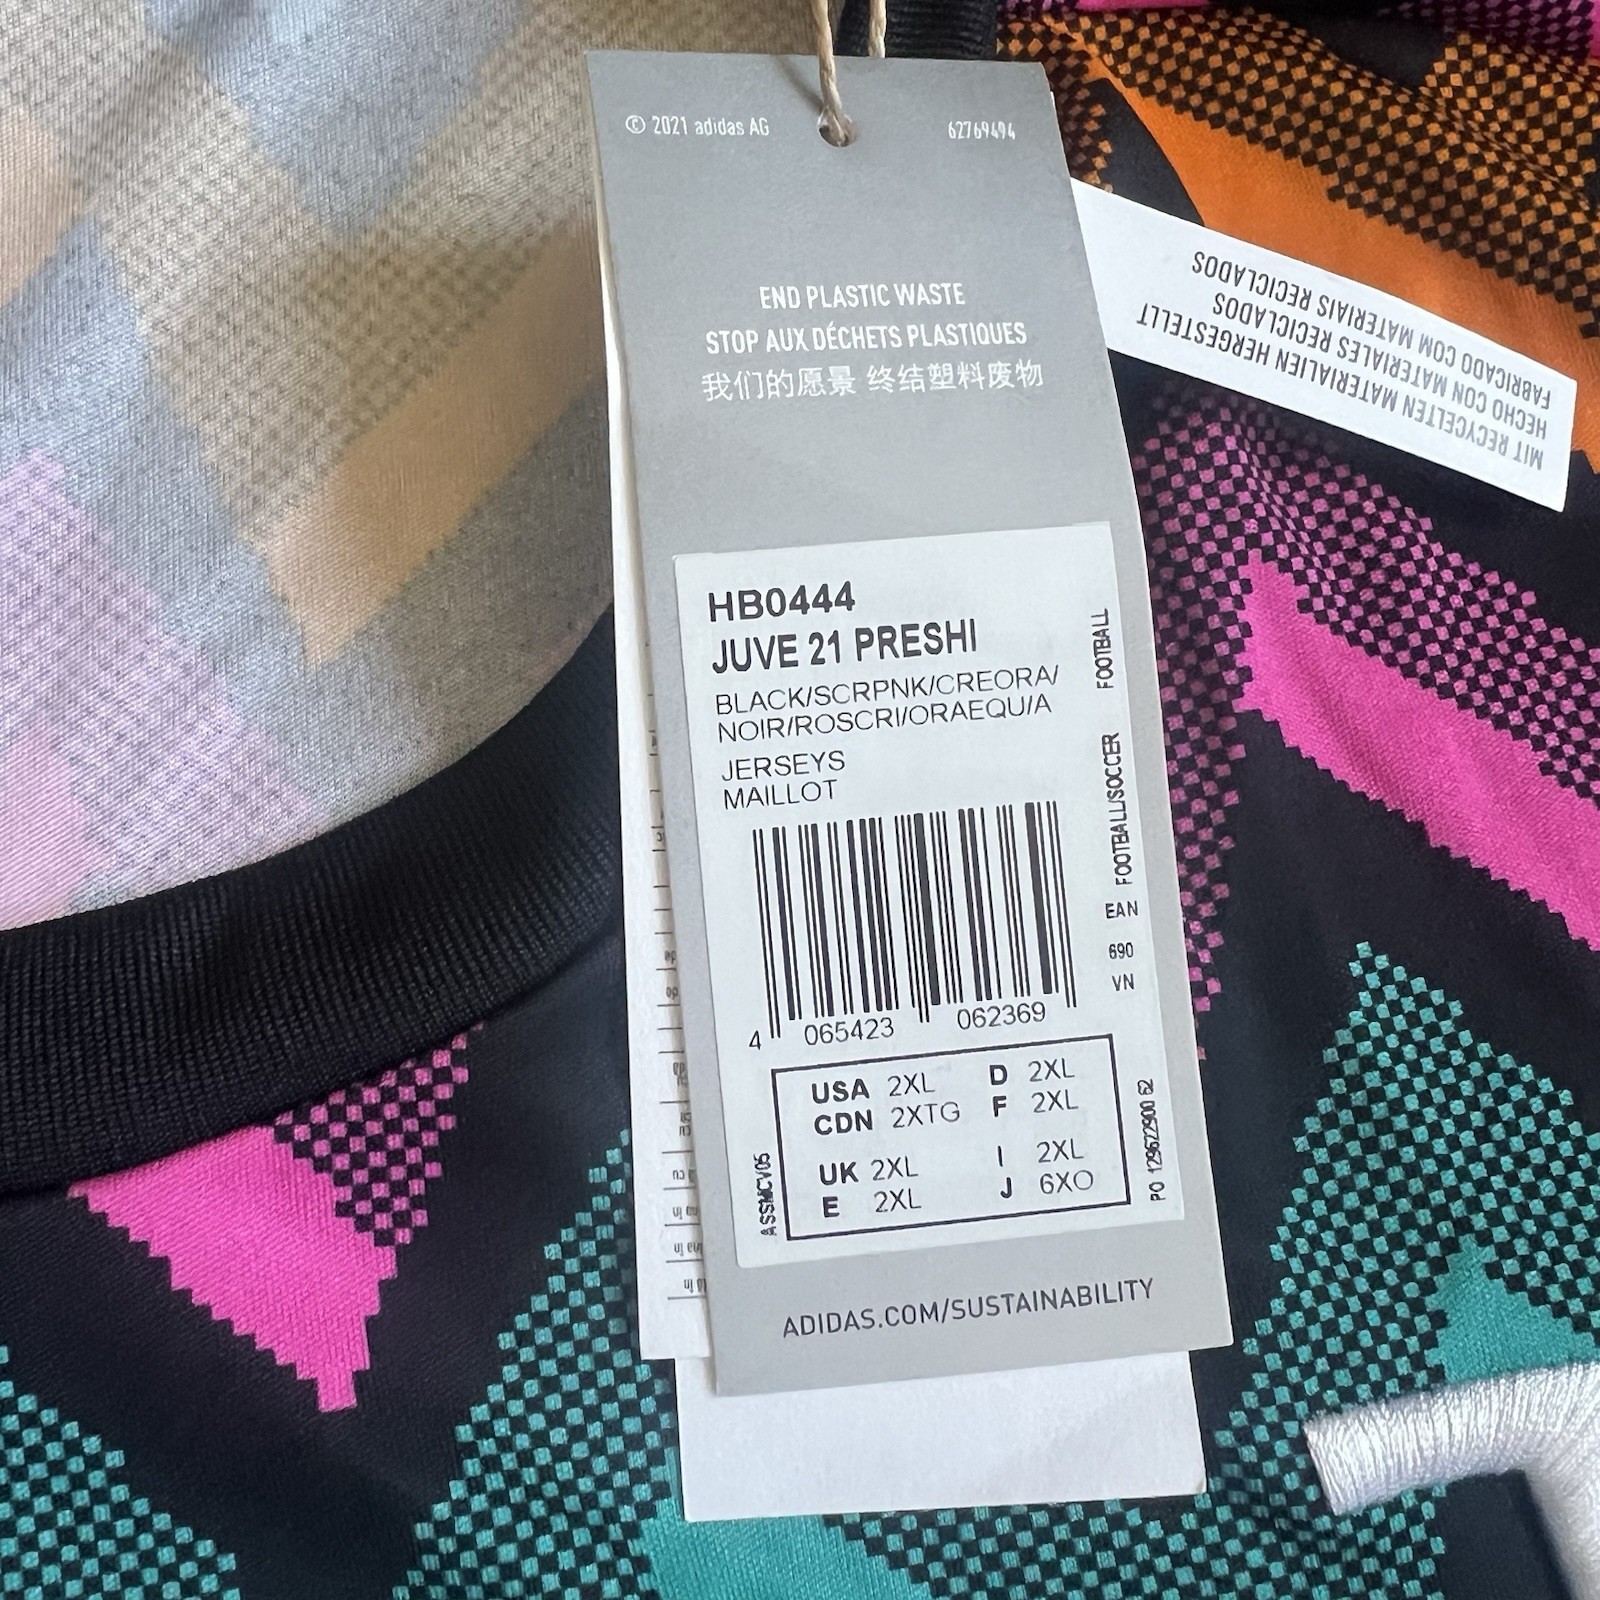 © 2021 adidas AG
62769494
END PLASTIC WASTE
STOP AUX DÉCHETS PLASTIQUES
我们的愿景 终结塑料废物
FABRICADO COM MATERIAIS RECICLADOS
HECHO CON MATERIALES RECICLADOS
MIT RECYCELTEN MATERIALIEN HERGESTELLT
HB0444
JUVE 21 PRESHI
BLACK/SCRPNK/CREORA/
NOIR/ROSCRI/ORAEQU/A
JERSEYS
MAILLOT
FOOTBALL
FOOTBALL/SOCCER
EAN
690
VN
4 065423 062369
USA 2XL D 2XL
CDN 2XTG F 2XL
UK 2XL I 2XL
E 2XL J 6XO
ASSMCV05
PO 129622900 62
ADIDAS.COM/SUSTAINABILITY